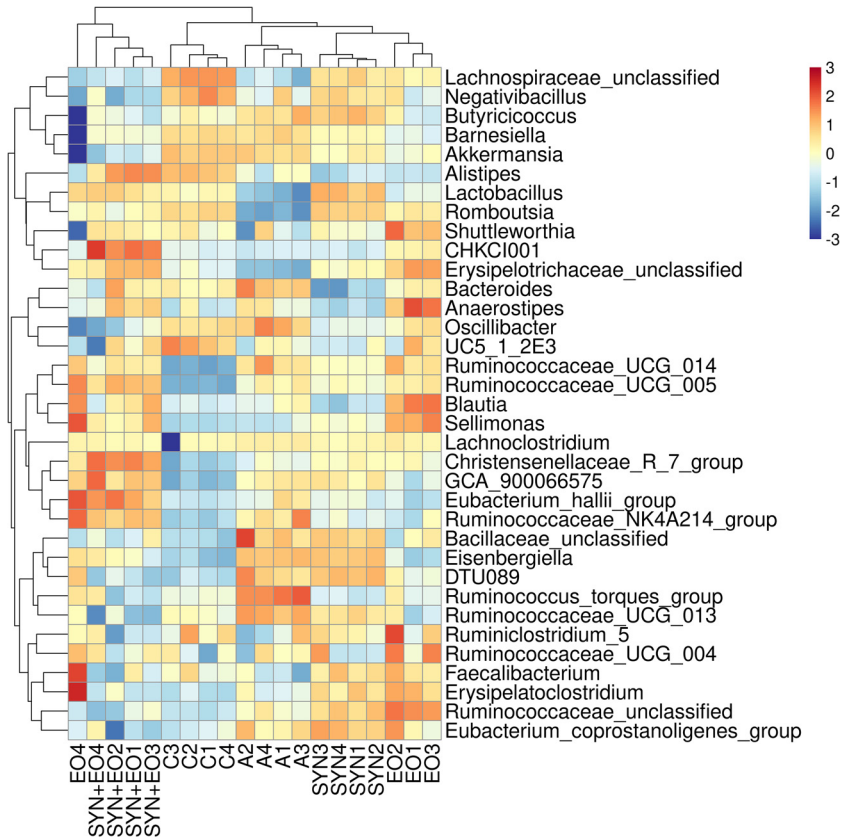 Lachnospiraceae_unclassified
Negativibacillus
Butyricicoccus
Barnesiella
Akkermansia
Alistipes
Lactobacillus
Romboutsia
Shuttleworthia
CHKCI001
Erysipelotrichaceae_unclassified
Bacteroides
Anaerostipes
Oscillibacter
UC5_1_2E3
Ruminococcaceae_UCG_014
Ruminococcaceae_UCG_005
Blautia
Sellimonas
Lachnoclostridium
Christensenellaceae_R_7_group
GCA_900066575
Eubacterium_hallii_group
Ruminococcaceae_NK4A214_group
Bacillaceae_unclassified
Eisenbergiella
DTU089
Ruminococcus_torques_group
Ruminococcaceae_UCG_013
Ruminiclostridium_5
Ruminococcaceae_UCG_004
Faecalibacterium
Erysipelatoclostridium
Ruminococcaceae_unclassified
Eubacterium_coprostanoligenes_group
EO4
SYN+EO4
SYN+EO2
SYN+EO1
SYN+EO3
C3
C2
C1
C4
A2
A4
A1
A3
SYN3
SYN4
SYN1
SYN2
EO2
EO1
EO3
3
2
1
0
-1
-2
-3